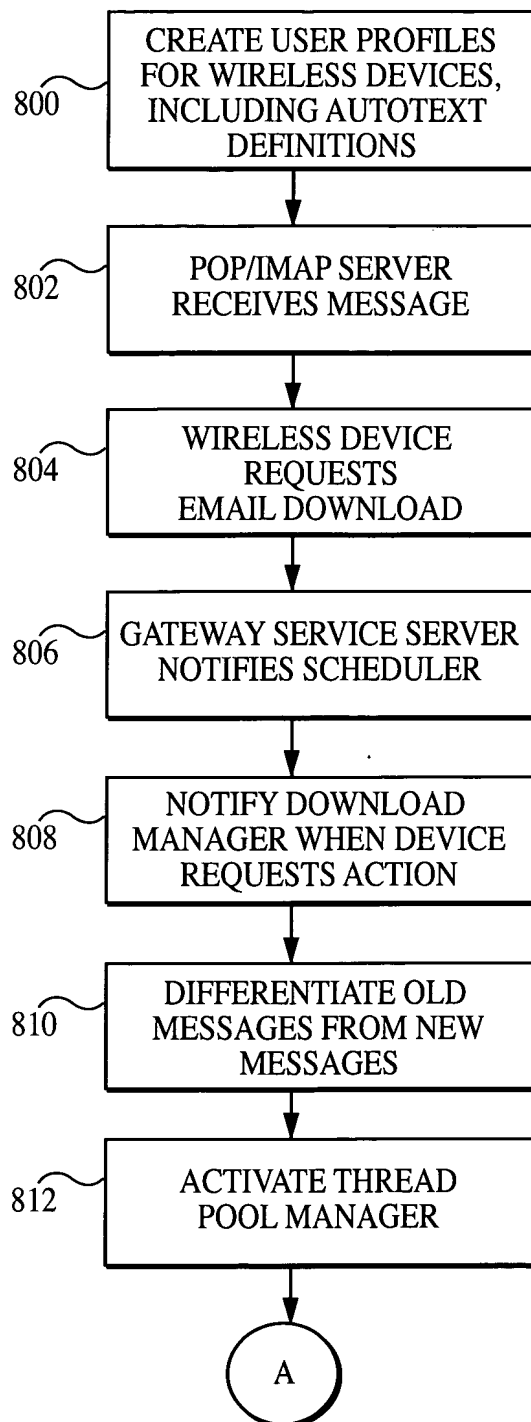 CREATE USER PROFILES
FOR WIRELESS DEVICES,
INCLUDING AUTOTEXT
DEFINITIONS
800
POP/IMAP SERVER
RECEIVES MESSAGE
802
WIRELESS DEVICE
REQUESTS
EMAIL DOWNLOAD
804
GATEWAY SERVICE SERVER
NOTIFIES SCHEDULER
806
NOTIFY DOWNLOAD
MANAGER WHEN DEVICE
REQUESTS ACTION
808
DIFFERENTIATE OLD
MESSAGES FROM NEW
MESSAGES
810
ACTIVATE THREAD
POOL MANAGER
812
A